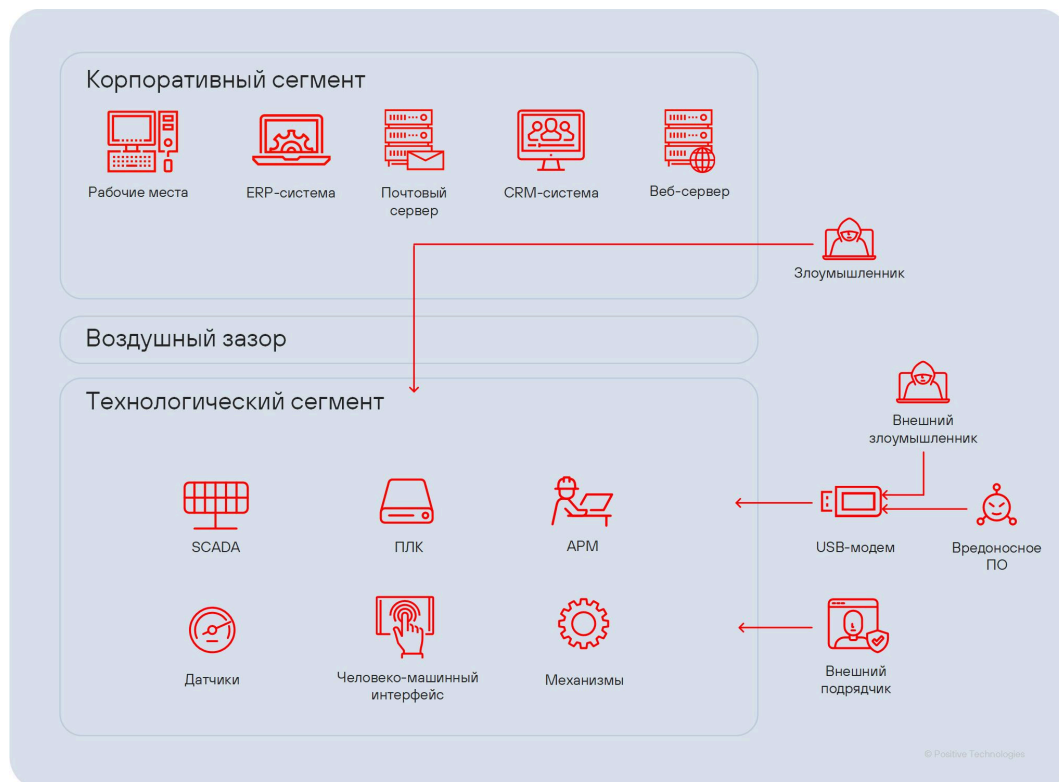 Корпоративный сегмент
Рабочие места
ERP-система
Почтовый
сервер
CRM-система
Веб-сервер
Злоумышленник
Воздушный зазор
Технологический сегмент
Внешний
злоумышленник
SCADA
ПЛК
АРМ
USB-модем
Вредоносное
ПО
Датчики
Человеко-машинный
интерфейс
Механизмы
Внешний
подрядчик
© Positive Technologies